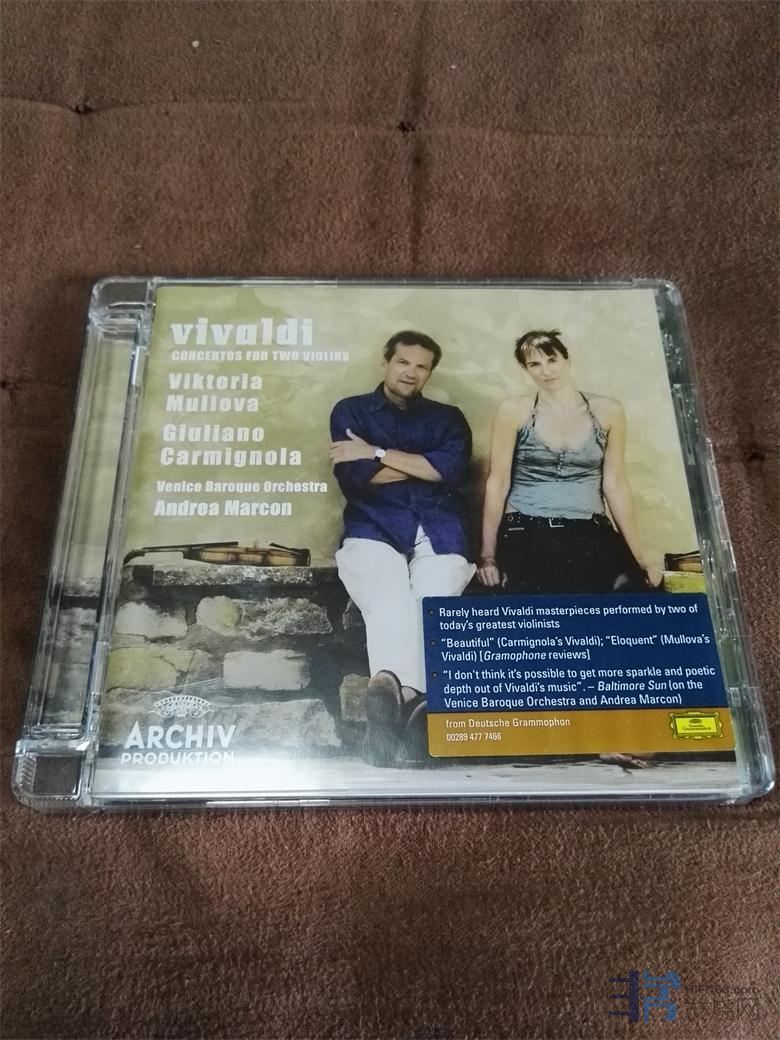 vivaldi
CONCERTOS FOR TWO VIOLINS
Viktoria
Mullova
Giuliano
Carmignola
Venice Baroque Orchestra
Andrea Marcon
Rarely heard Vivaldi masterpieces performed by two of
today's greatest violinists
"Beautiful" (Carmignola's Vivaldi); "Eloquent" (Mullova's
Vivaldi) [Gramophone reviews]
"I don't think it's possible to get more sparkle and poetic
depth out of Vivaldi's music". – Baltimore Sun (on the
Venice Baroque Orchestra and Andrea Marcon)
from Deutsche Grammophon
00289 477 7466
Deutsche
Grammophon
ARCHIV
PRODUKTION